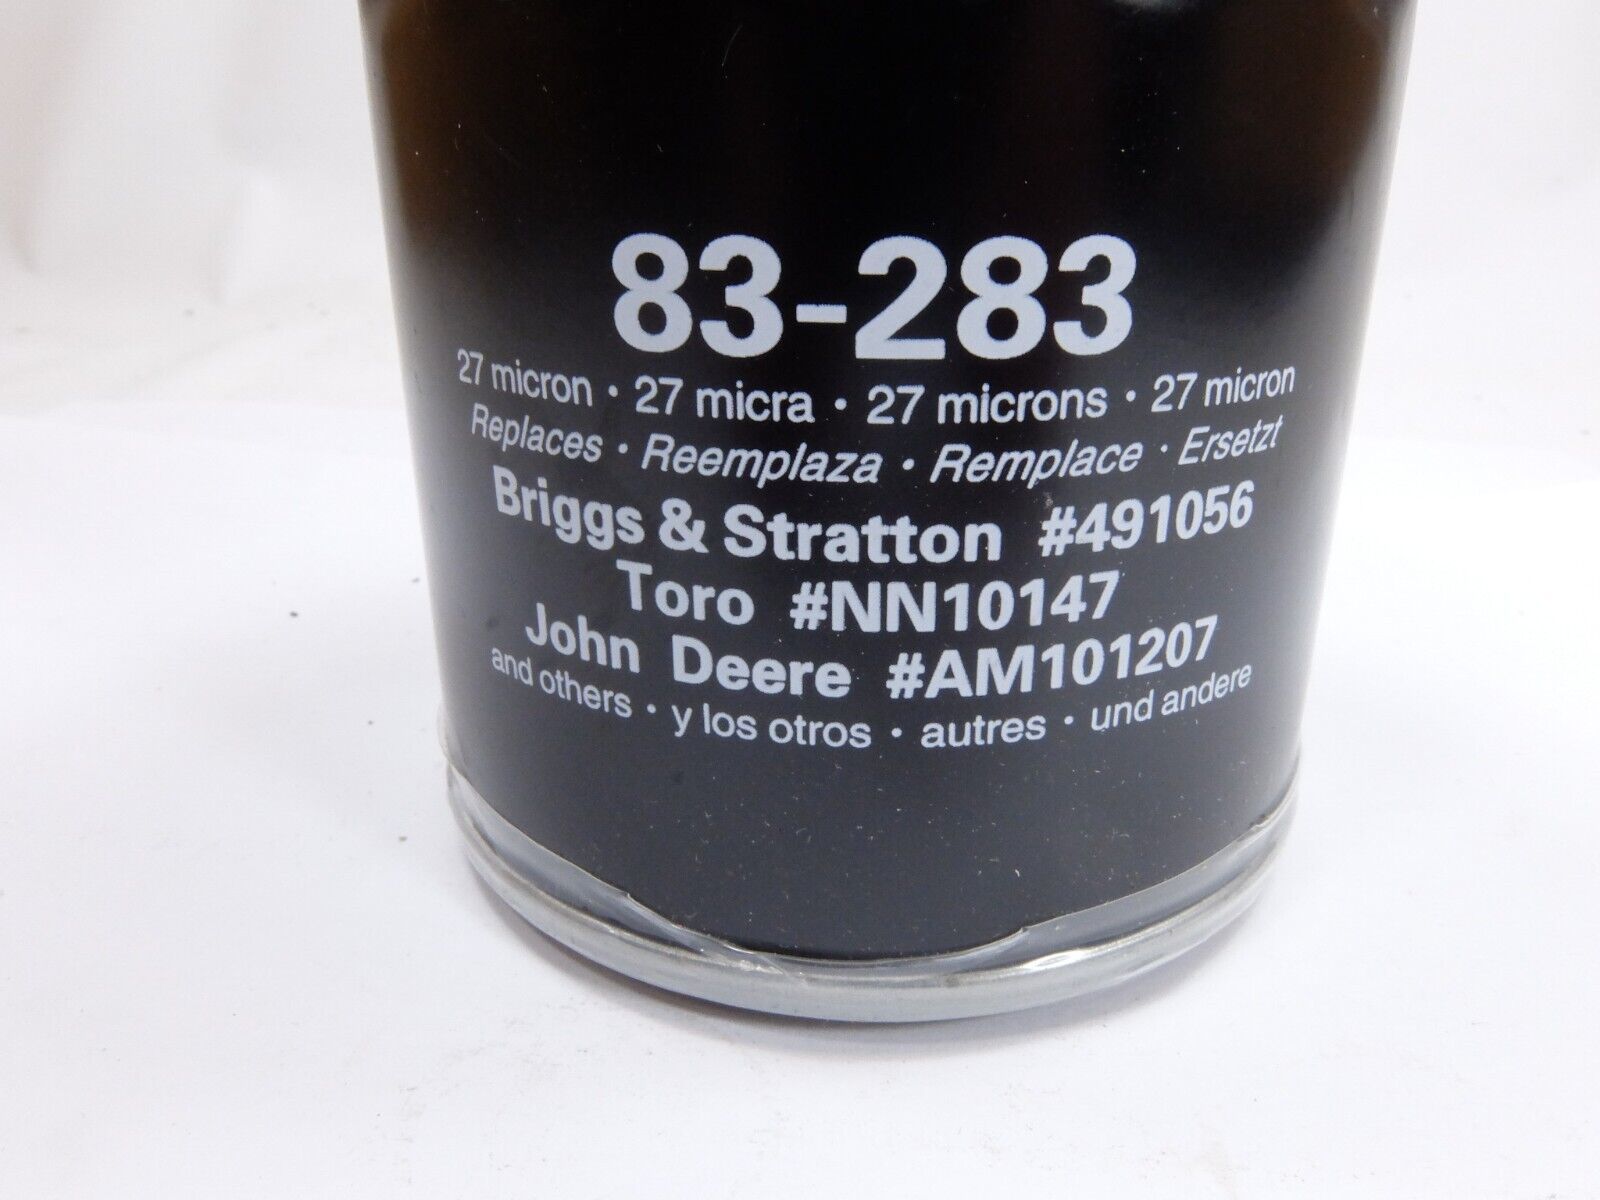 83-283
27 micron · 27 micra · 27 microns · 27 micron
Replaces · Reemplaza · Remplace · Ersetzt
Briggs & Stratton #491056
Toro #NN10147
John Deere #AM101207
and others · y los otros · autres · und andere